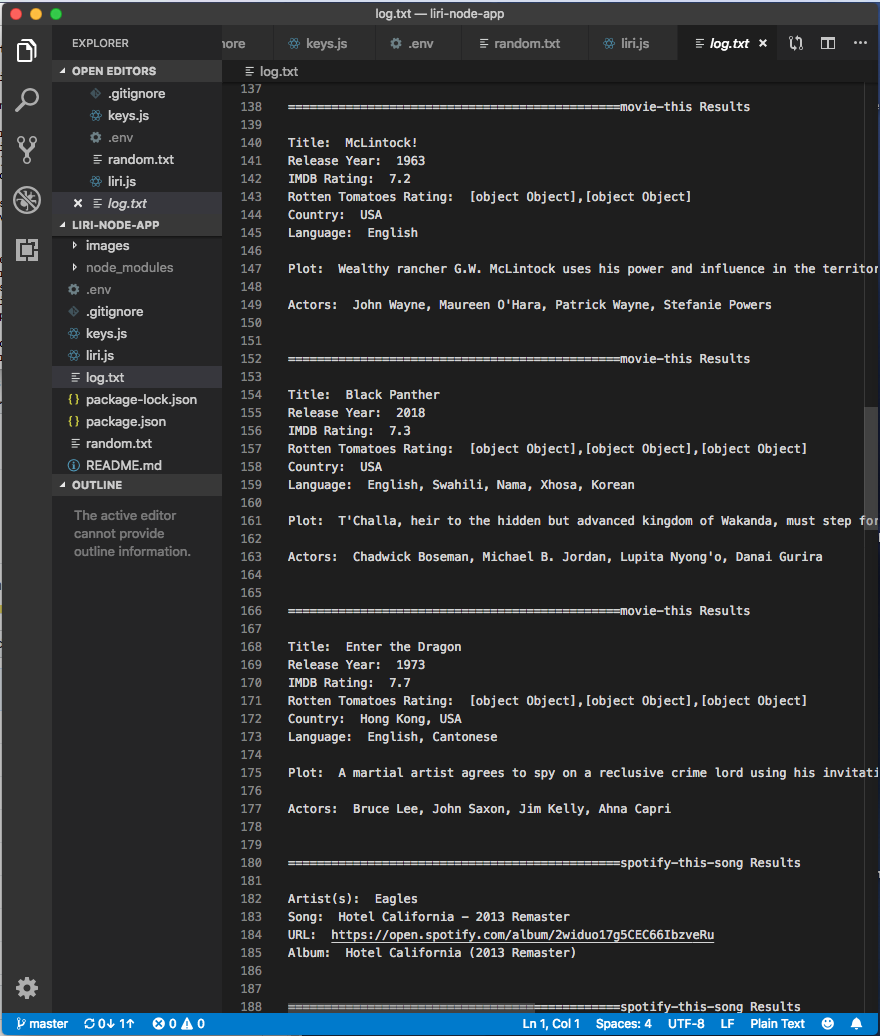 log.txt — liri-node-app
EXPLORER
OPEN EDITORS
.gitignore
keys.js
.env
random.txt
liri.js
log.txt
LIRI-NODE-APP
images
node_modules
.env
.gitignore
keys.js
liri.js
log.txt
{} package-lock.json
{} package.json
random.txt
README.md
OUTLINE
The active editor
cannot provide
outline information.
nore keys.js .env random.txt liri.js log.txt
log.txt
137
138 ==============================================movie-this Results
139
140 Title:  McLintock!
141 Release Year:  1963
142 IMDB Rating:  7.2
143 Rotten Tomatoes Rating:  [object Object],[object Object]
144 Country:  USA
145 Language:  English
146
147 Plot:  Wealthy rancher G.W. McLintock uses his power and influence in the territor
148
149 Actors:  John Wayne, Maureen O'Hara, Patrick Wayne, Stefanie Powers
150
151
152 ==============================================movie-this Results
153
154 Title:  Black Panther
155 Release Year:  2018
156 IMDB Rating:  7.3
157 Rotten Tomatoes Rating:  [object Object],[object Object],[object Object]
158 Country:  USA
159 Language:  English, Swahili, Nama, Xhosa, Korean
160
161 Plot:  T'Challa, heir to the hidden but advanced kingdom of Wakanda, must step for
162
163 Actors:  Chadwick Boseman, Michael B. Jordan, Lupita Nyong'o, Danai Gurira
164
165
166 ==============================================movie-this Results
167
168 Title:  Enter the Dragon
169 Release Year:  1973
170 IMDB Rating:  7.7
171 Rotten Tomatoes Rating:  [object Object],[object Object],[object Object]
172 Country:  Hong Kong, USA
173 Language:  English, Cantonese
174
175 Plot:  A martial artist agrees to spy on a reclusive crime lord using his invitati
176
177 Actors:  Bruce Lee, John Saxon, Jim Kelly, Ahna Capri
178
179
180 ==============================================spotify-this-song Results
181
182 Artist(s):  Eagles
183 Song:  Hotel California - 2013 Remaster
184 URL:  https://open.spotify.com/album/2widuo17g5CEC66IbzveRu
185 Album:  Hotel California (2013 Remaster)
186
187
188 ==============================================spotify-this-song Results
master 0↓ 1↑ 0 0 Ln 1, Col 1 Spaces: 4 UTF-8 LF Plain Text